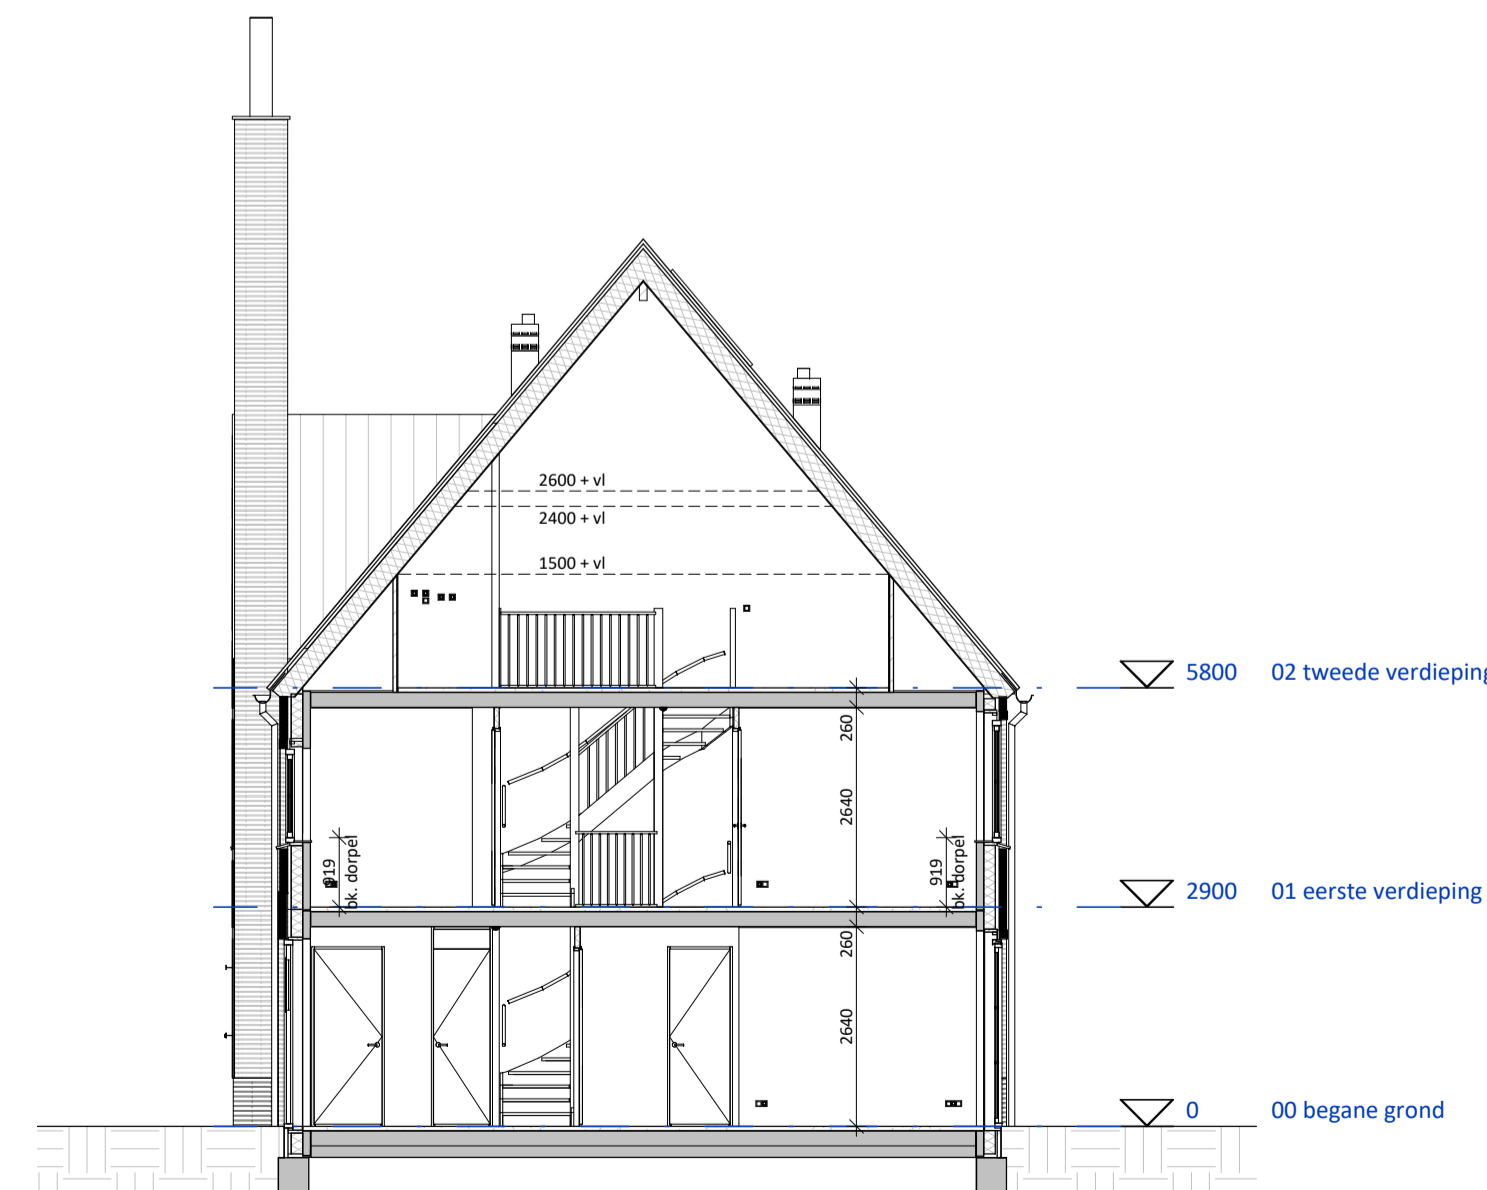 2600 + vl
2400 + vl
1500 + vl
5800 02 tweede verdieping
260
2640
919
bk. dorpel
919
bk. dorpel
2900 01 eerste verdieping
260
2640
0 00 begane grond